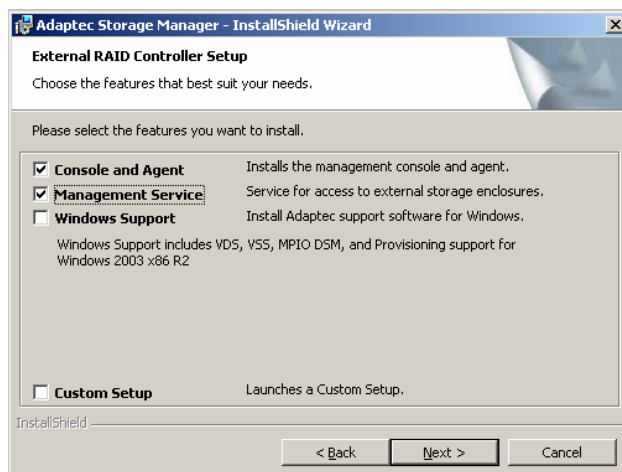 Adaptec Storage Manager - InstallShield Wizard
External RAID Controller Setup
Choose the features that best suit your needs.
Please select the features you want to install.
Console and Agent Installs the management console and agent.
Management Service Service for access to external storage enclosures.
Windows Support Install Adaptec support software for Windows.
Windows Support includes VDS, VSS, MPIO DSM, and Provisioning support for
Windows 2003 x86 R2
Custom Setup Launches a Custom Setup.
InstallShield
< Back Next > Cancel